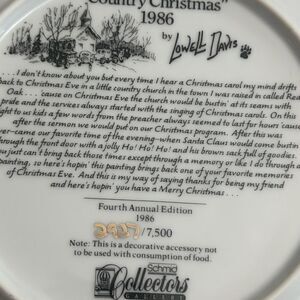 "Country Christmas"
1986
by Lowell Davis
. . . I don't know about you but every time I hear a Christmas carol my mind drifts
back to Christmas Eve in a little country church in the town I was raised in called Red
Oak . . . 'cause on Christmas Eve the church would be bustin' at its seams with
pride and the services always started with the singing of Christmas carols. On this
night to us kids a few words from the preacher always seemed to last for hours 'cause
after the sermon we would put on our Christmas program. After this was
over–came our favorite time of the evening–when Santa Claus would come bustin'
through the front door with a jolly Ho! Ho! Ho! and his brown sack full of goodies.
You just can't bring back those times except through a memory or like I do through a
painting, so here's hopin' this painting brings back one of your favorite memories
of Christmas Eve. And this is my way of saying thanks for being my friend
and here's hopin' you have a Merry Christmas . . .
Fourth Annual Edition
1986
/7,500
Note: This is a decorative accessory not
to be used with consumption of food.
Schmid
Collectors
GALLERY